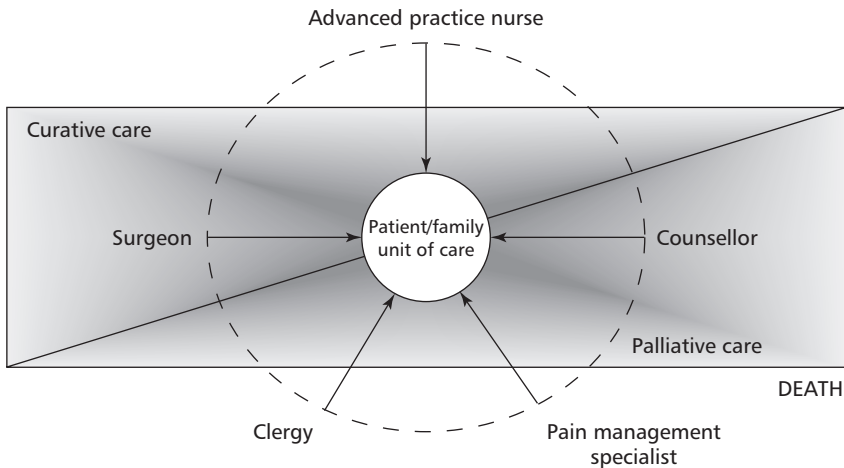 Advanced practice nurse
Curative care
Surgeon
Patient/family
unit of care
Counsellor
Palliative care
DEATH
Clergy
Pain management
specialist